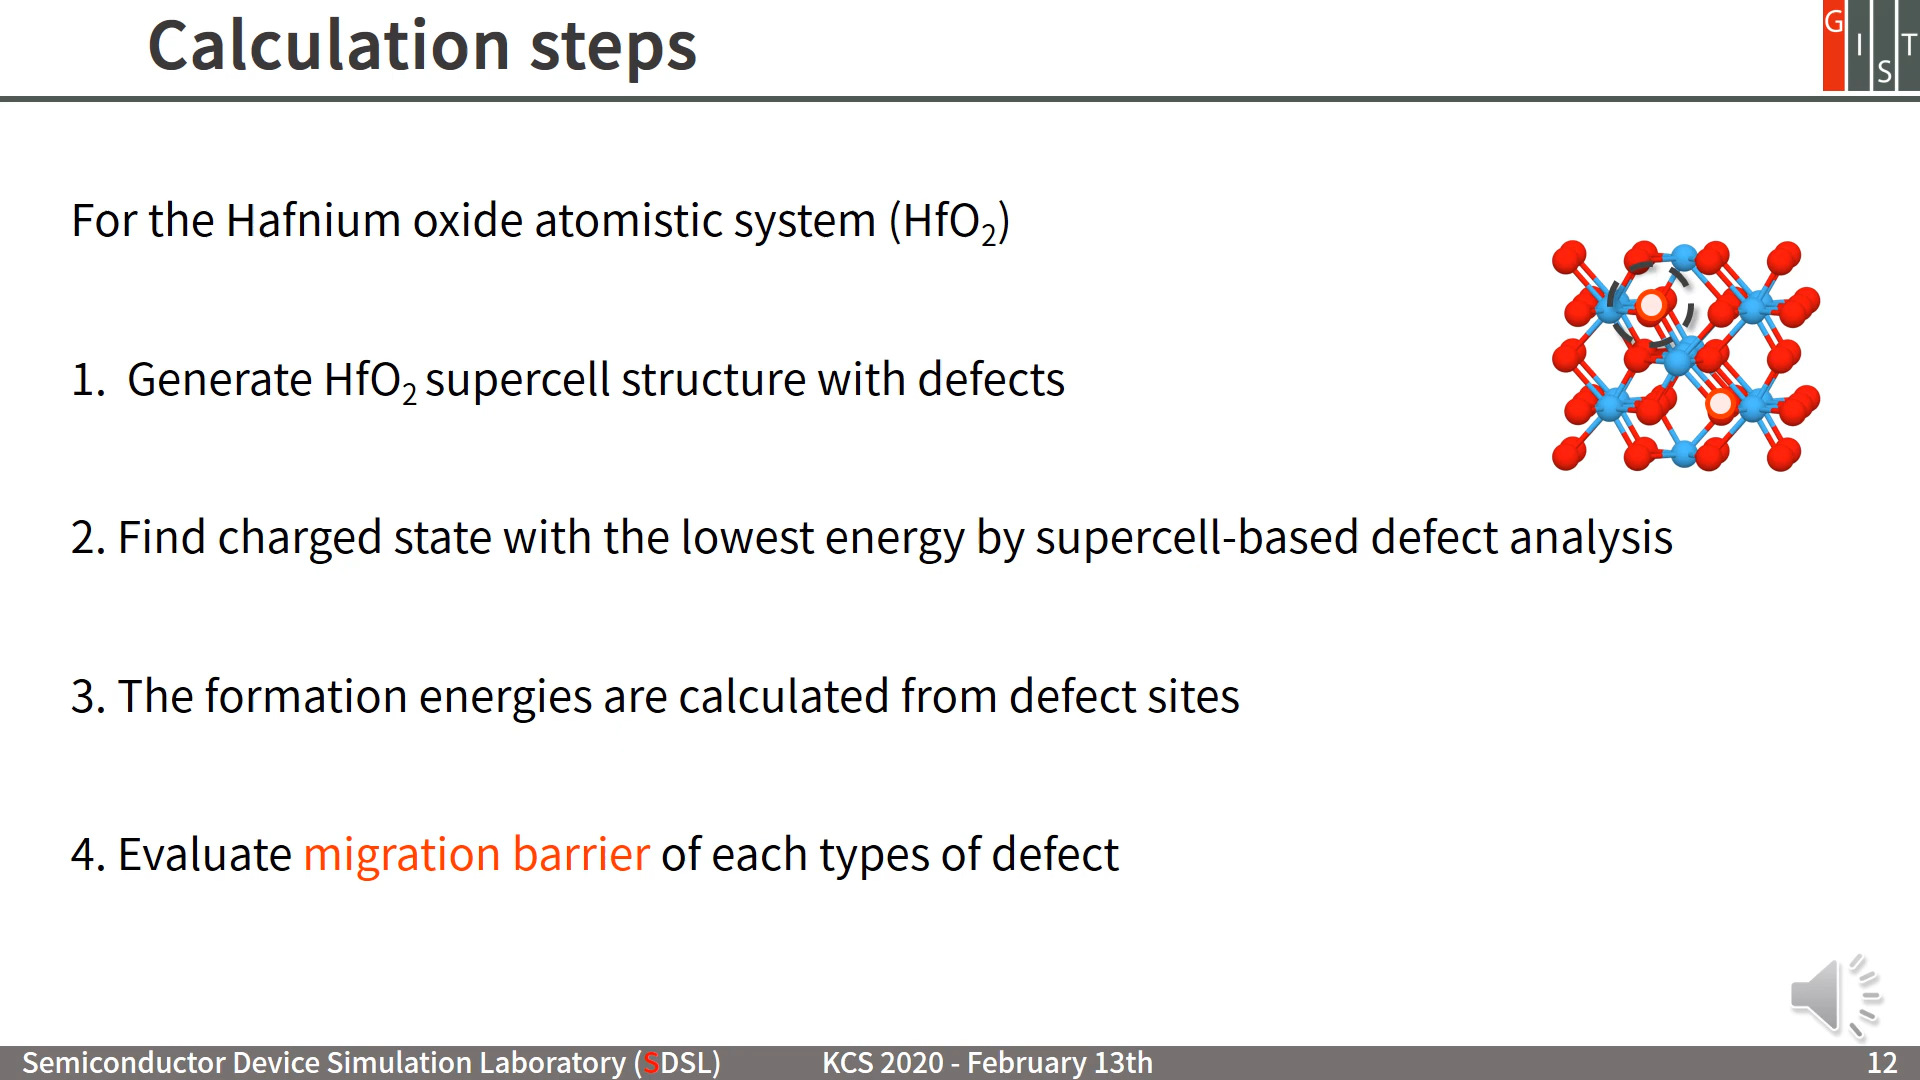 Calculation steps
G I S T
For the Hafnium oxide atomistic system (HfO₂)
1. Generate HfO₂ supercell structure with defects
2. Find charged state with the lowest energy by supercell-based defect analysis
3. The formation energies are calculated from defect sites
4. Evaluate migration barrier of each types of defect
Semiconductor Device Simulation Laboratory (SDSL) KCS 2020 - February 13th 12